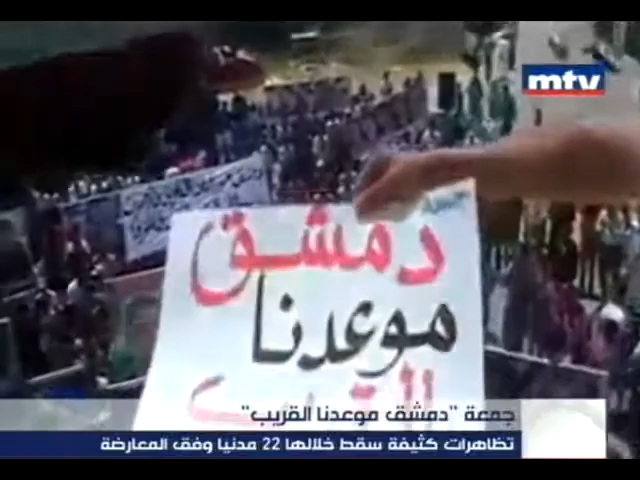 mtv
دمشق
موعدنا
جمعة "دمشق موعدنا القريب"
تظاهرات كثيفة سقط خلالها 22 مدنيا وفق المعارضة